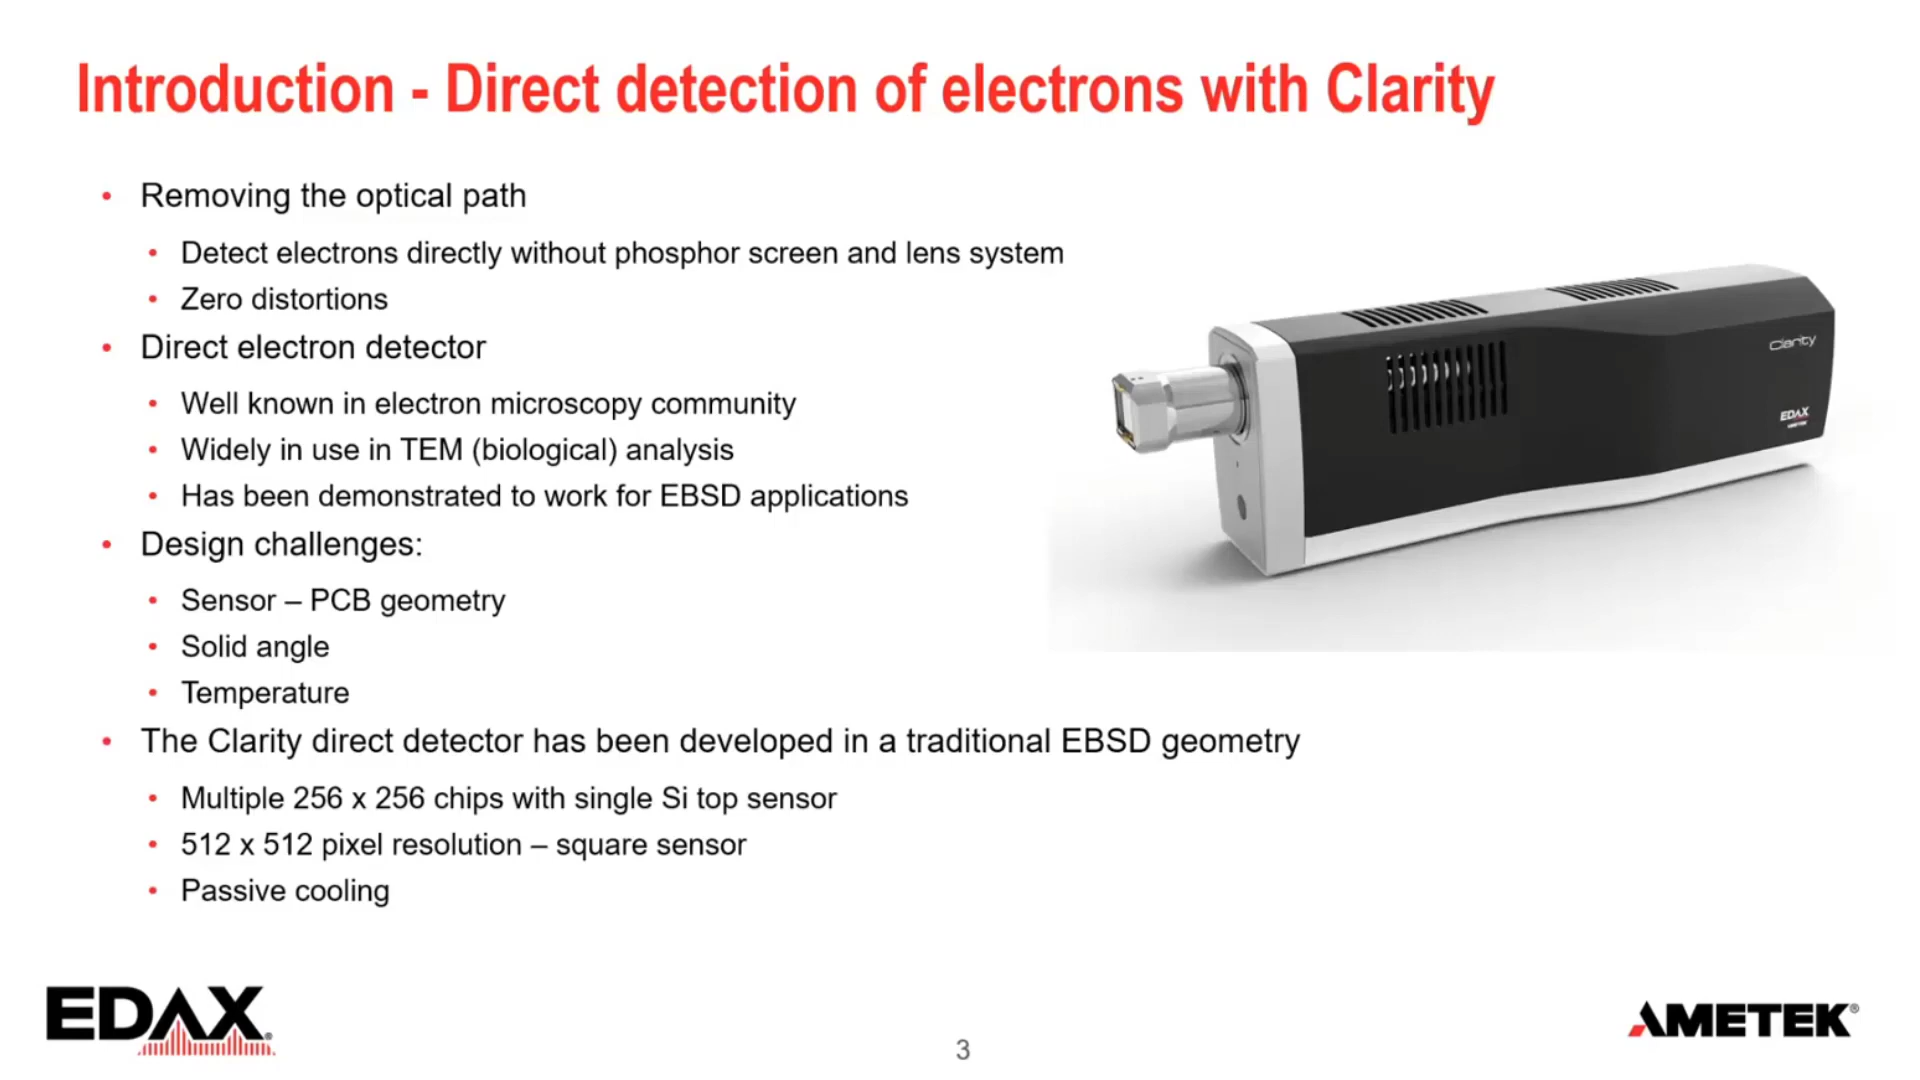 Introduction - Direct detection of electrons with Clarity
• Removing the optical path
• Detect electrons directly without phosphor screen and lens system
• Zero distortions
• Direct electron detector
• Well known in electron microscopy community
• Widely in use in TEM (biological) analysis
• Has been demonstrated to work for EBSD applications
• Design challenges:
• Sensor – PCB geometry
• Solid angle
• Temperature
• The Clarity direct detector has been developed in a traditional EBSD geometry
• Multiple 256 x 256 chips with single Si top sensor
• 512 x 512 pixel resolution – square sensor
• Passive cooling
Clarity
EDAX
AMETEK
EDAX®
3
AMETEK®